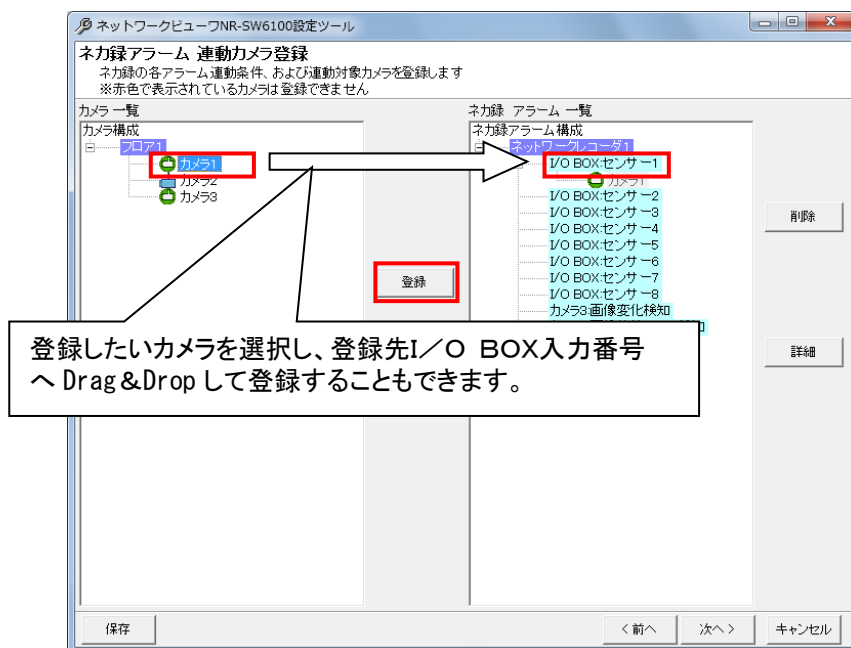 ネットワークビューワNR-SW6100設定ツール
ネカ録アラーム 連動カメラ登録
ネカ録の各アラーム連動条件、および連動対象カメラを登録します
※赤色で表示されているカメラは登録できません
カメラ一覧
カメラ構成
フロア1
カメラ1
カメラ2
カメラ3
登録
ネカ録 アラーム 一覧
ネカ録アラーム構成
ネットワークレコーダ1
I/O BOX:センサー1
カメラ1
I/O BOX:センサー2
I/O BOX:センサー3
I/O BOX:センサー4
I/O BOX:センサー5
I/O BOX:センサー6
I/O BOX:センサー7
I/O BOX:センサー8
カメラ3:画像変化検知
削除
詳細
登録したいカメラを選択し、登録先I／O BOX入力番号
へ Drag＆Drop して登録することもできます。
保存
＜前へ
次へ＞
キャンセル